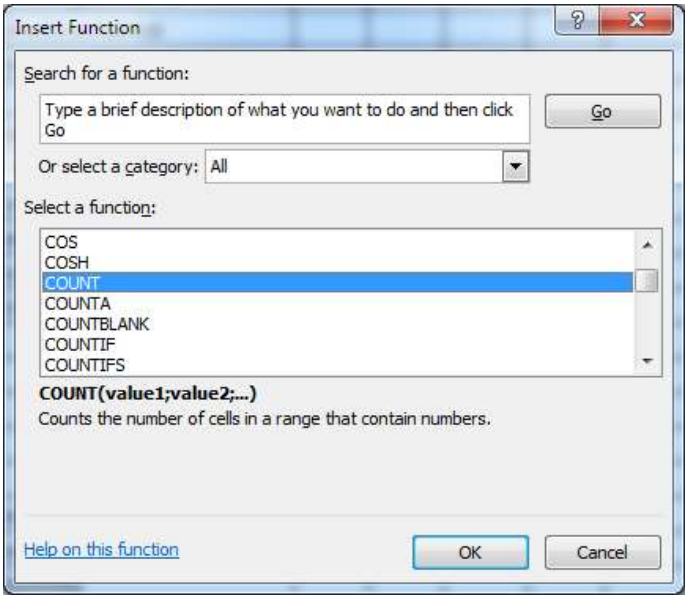 Insert Function
?
Search for a function:
Type a brief description of what you want to do and then click
Go
Go
Or select a category: All
Select a function:
COS
COSH
COUNT
COUNTA
COUNTBLANK
COUNTIF
COUNTIFS
COUNT(value1;value2;...)
Counts the number of cells in a range that contain numbers.
Help on this function
OK
Cancel